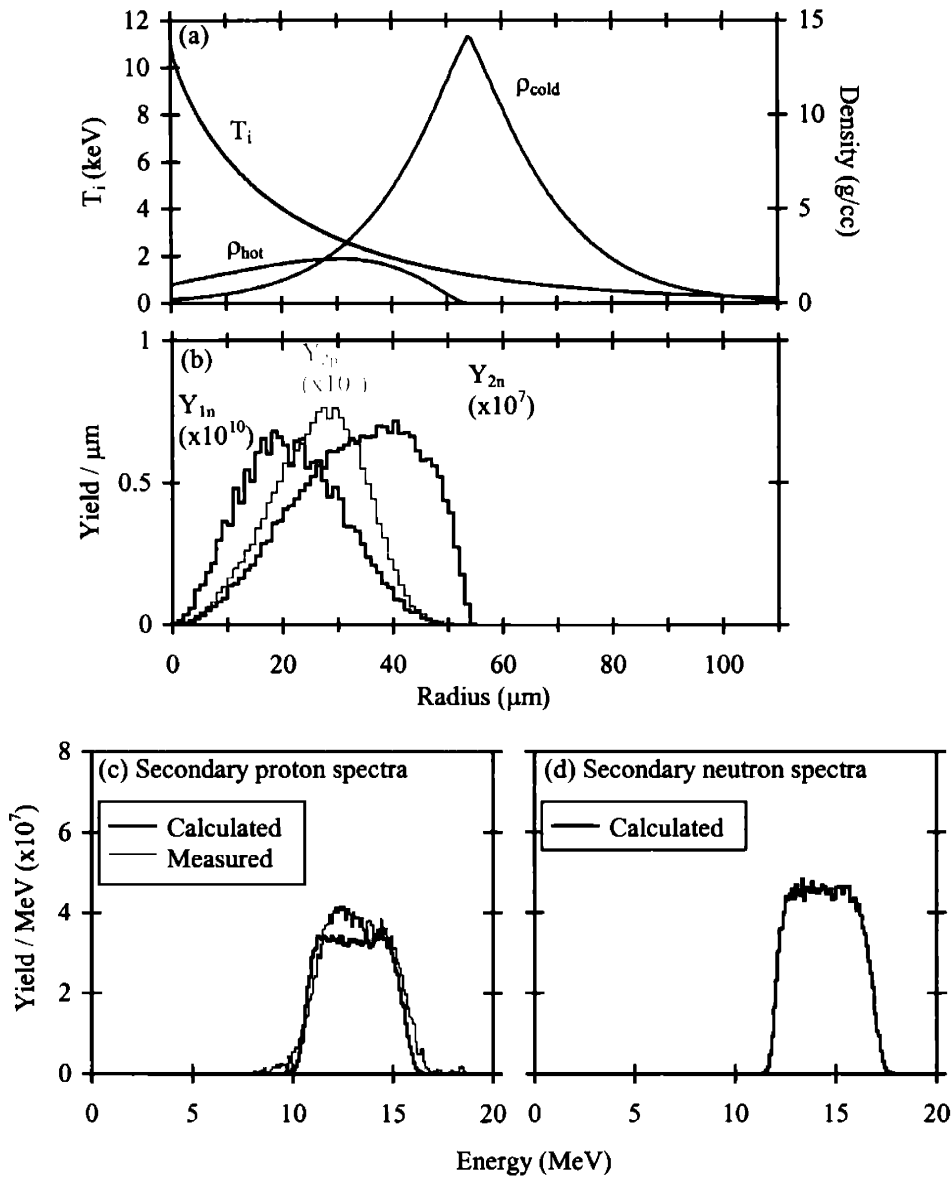 (a)
12
10
8
6
4
2
0
T_i (keV)
T_i
ρ_hot
ρ_cold
15
10
5
0
Density (g/cc)
(b)
1
0.5
0
Yield / μm
Y_1n
(x10^10)
Y_2n
(x10^7)
0 20 40 60 80 100
Radius (μm)
(c) Secondary proton spectra
Calculated
Measured
8
6
4
2
0
Yield / MeV (x10^7)
0 5 10 15 20
(d) Secondary neutron spectra
Calculated
0 5 10 15 20
Energy (MeV)